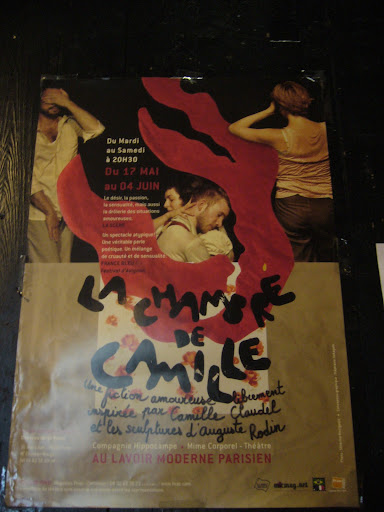 Du Mardi
au Samedi
à 20H30
Du 17 MAI
au 04 JUIN
Le désir, la passion,
la sensualité, mais aussi
la drôlerie des situations
amoureuses.
Un spectacle atypique
Une véritable perle
poétique. Un mélange
de cruauté et de sensualité
LA CHAMBRE
DE
CAMILLE
Une fiction amoureuse librement
inspirée par Camille Claudel
et les sculptures d'Auguste Rodin
Compagnie Hippocampe - Mime Corporel - Théâtre
AU LAVOIR MODERNE PARISIEN